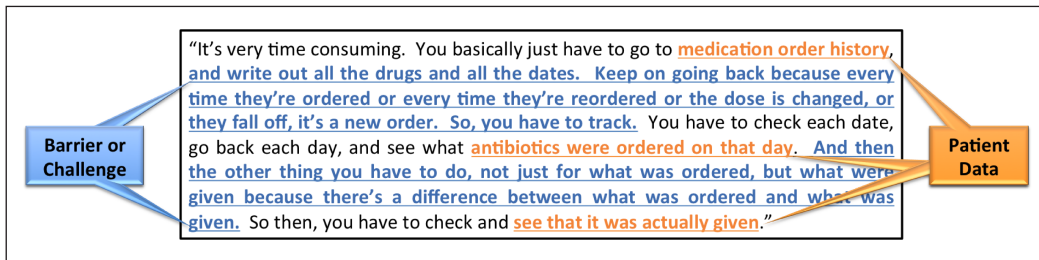 “It’s very time consuming.  You basically just have to go to medication order history,
and write out all the drugs and all the dates.  Keep on going back because every
time they’re ordered or every time they’re reordered or the dose is changed, or
they fall off, it’s a new order.  So, you have to track.  You have to check each date,
go back each day, and see what antibiotics were ordered on that day.  And then
the other thing you have to do, not just for what was ordered, but what were
given because there’s a difference between what was ordered and what was
given.  So then, you have to check and see that it was actually given.”
Barrier or
Challenge
Patient
Data